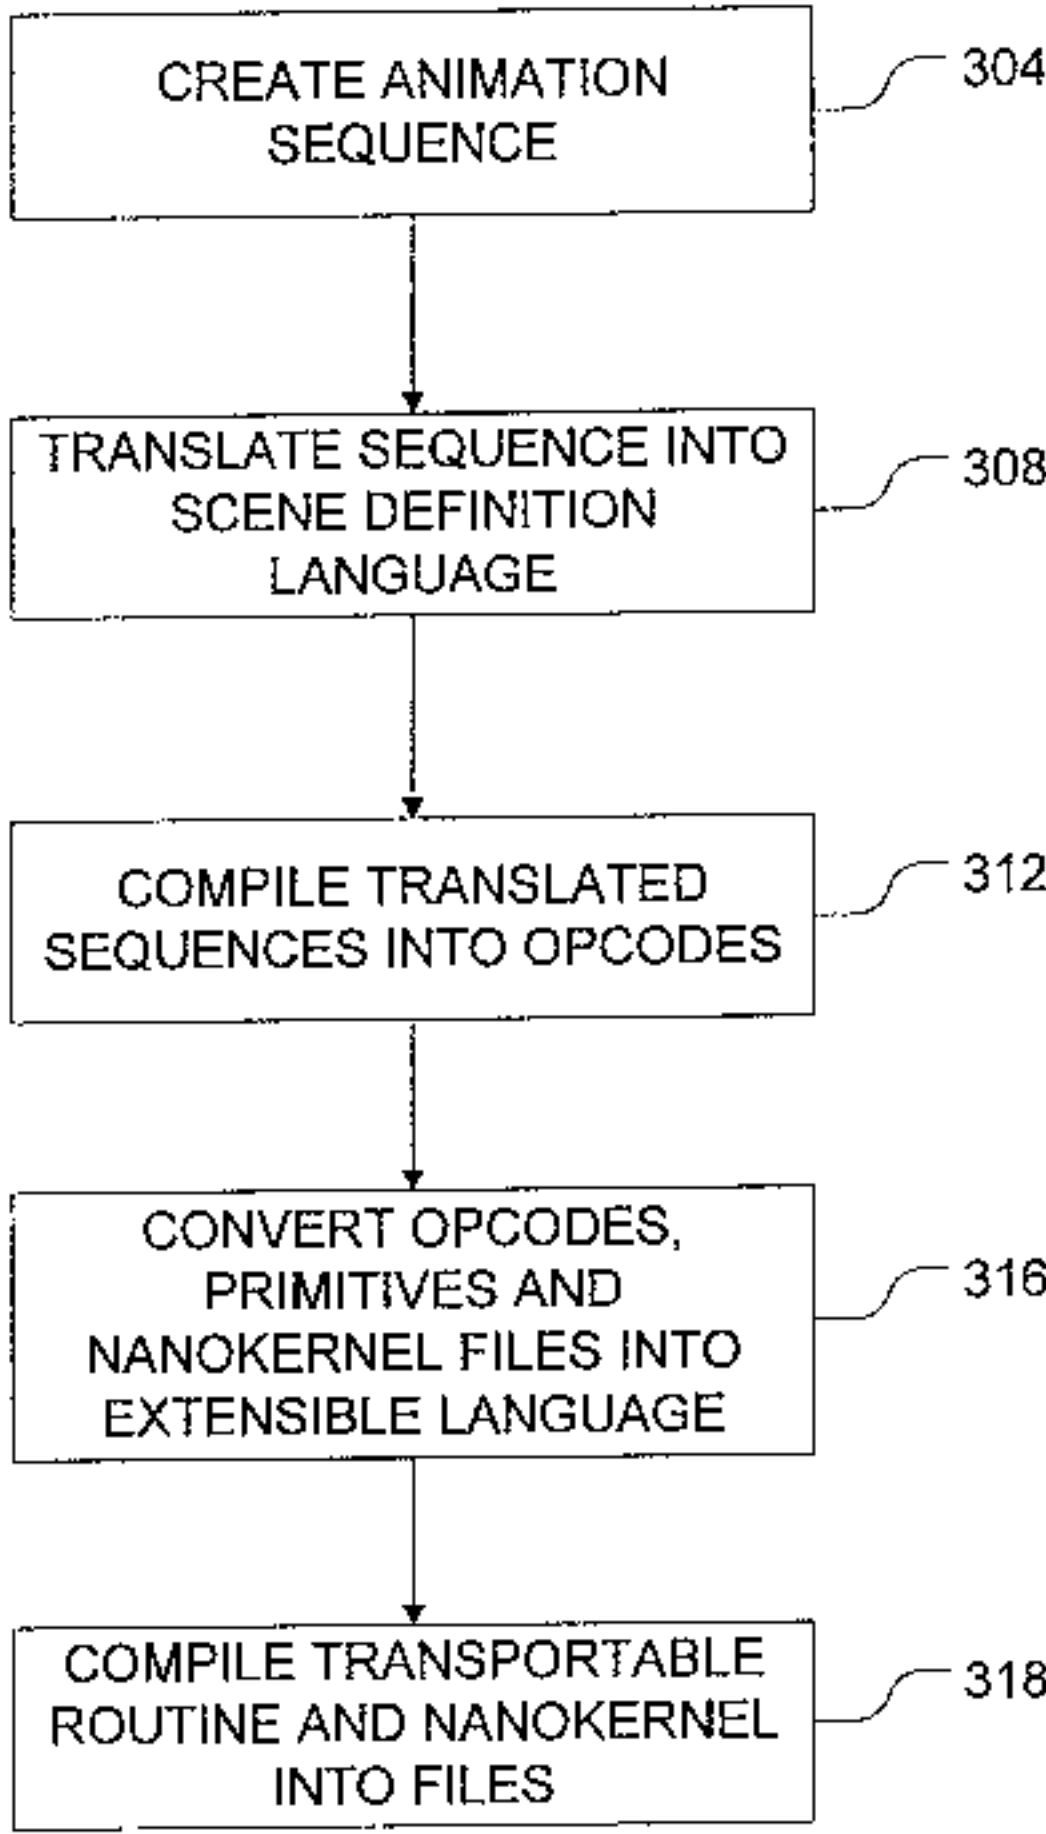 CREATE ANIMATION
SEQUENCE
304
TRANSLATE SEQUENCE INTO
SCENE DEFINITION
LANGUAGE
308
COMPILE TRANSLATED
SEQUENCES INTO OPCODES
312
CONVERT OPCODES,
PRIMITIVES AND
NANOKERNEL FILES INTO
EXTENSIBLE LANGUAGE
316
COMPILE TRANSPORTABLE
ROUTINE AND NANOKERNEL
INTO FILES
318